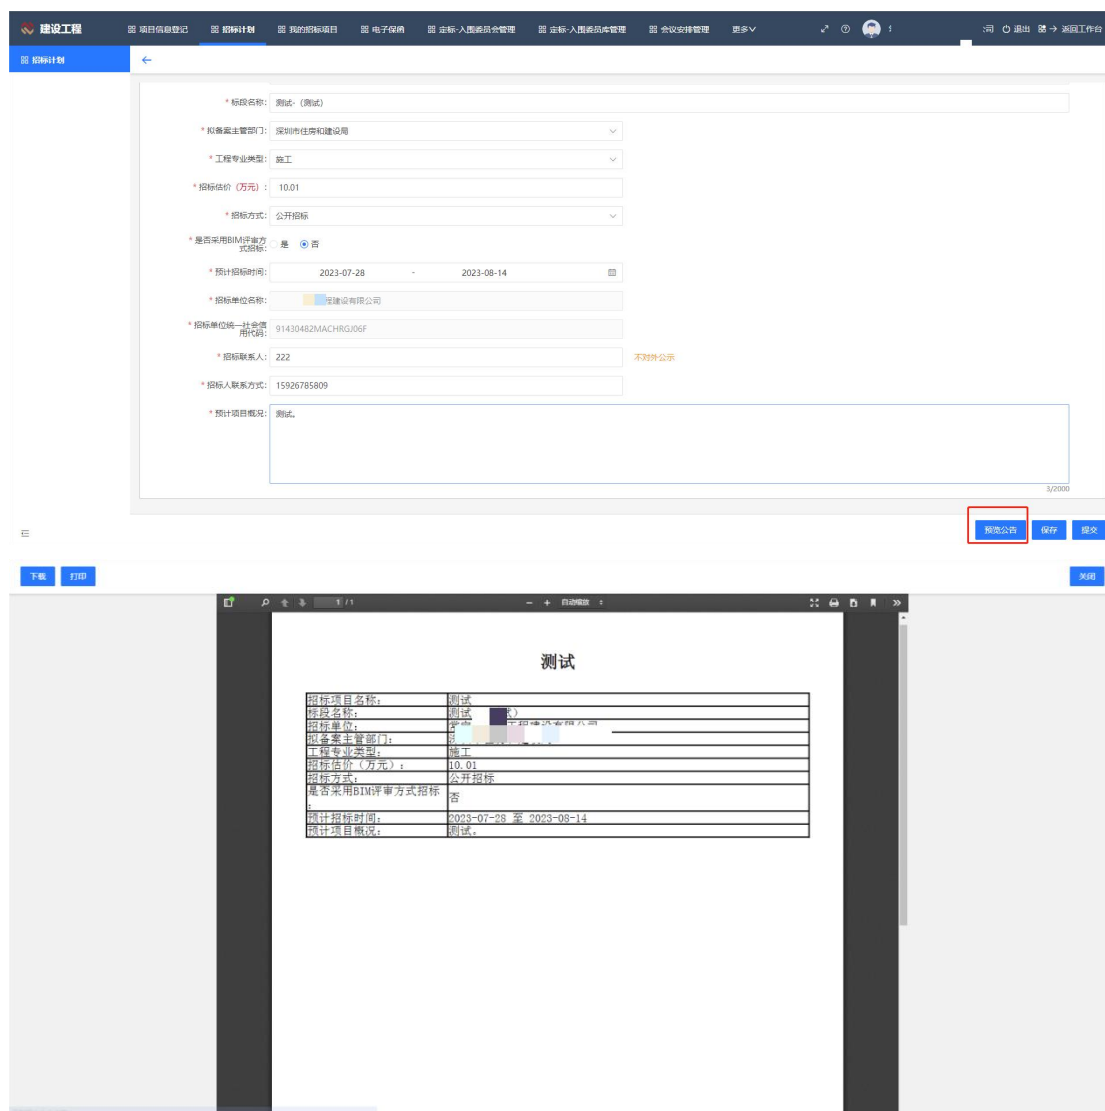 建设工程 项目信息登记 招标计划 我的招标项目 电子保函 定标-入围委员会管理 定标-入围委员库管理 会议安排管理 更多 退出 返回工作台
招标计划
* 标段名称: 测试-（测试）
* 拟备案主管部门: 深圳市住房和建设局
* 工程专业类型: 施工
* 招标估价（万元）: 10.01
* 招标方式: 公开招标
* 是否采用BIM评审方
式招标: 是 否
* 预计招标时间: 2023-07-28 - 2023-08-14
* 招标单位名称: 程建设有限公司
* 招标单位统一社会信
用代码: 91430482MACHRGJ06F
* 招标联系人: 222 不对外公示
* 招标人联系方式: 15926785809
* 预计项目概况: 测试。
3/2000
预览公告 保存 提交
下载 打印 关闭
1 / 1 自动缩放
测试
招标项目名称: 测试
标段名称: 测试
招标单位: 工程建设有限公司
拟备案主管部门:
工程专业类型: 施工
招标估价（万元）: 10.01
招标方式: 公开招标
是否采用BIM评审方式招标
: 否
预计招标时间: 2023-07-28 至 2023-08-14
预计项目概况: 测试。